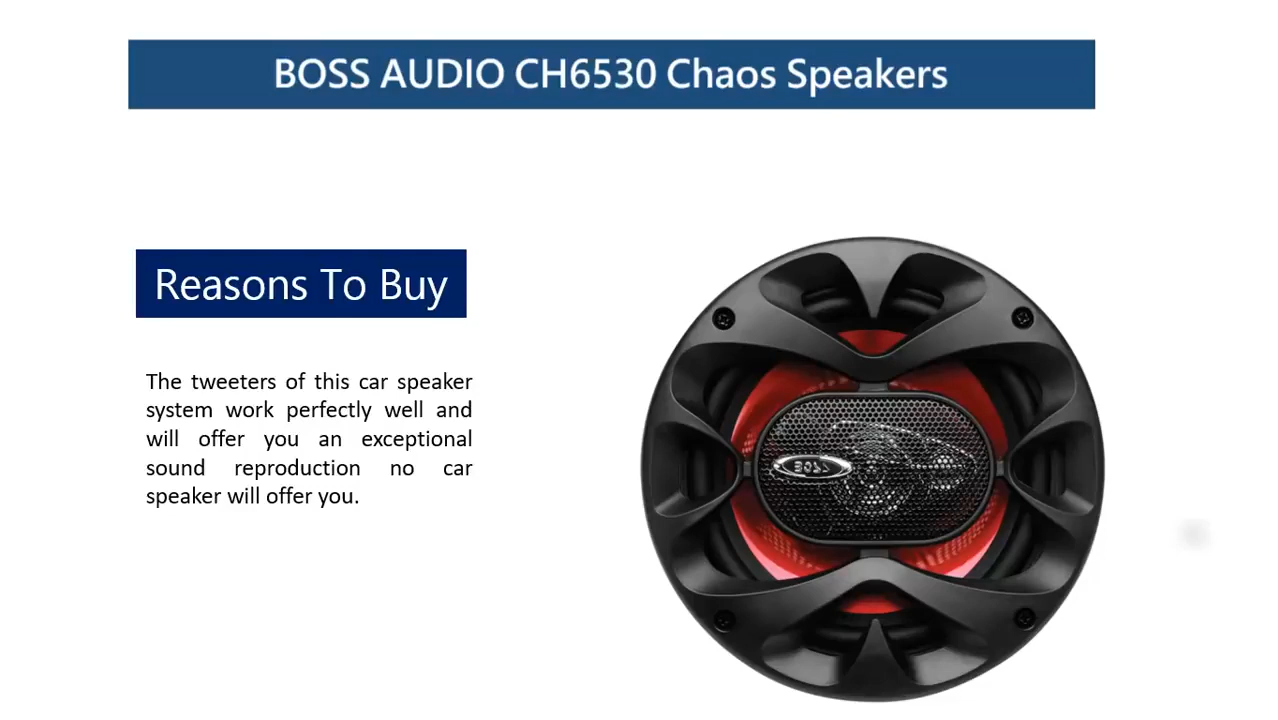 BOSS AUDIO CH6530 Chaos Speakers
Reasons To Buy
The tweeters of this car speaker
system work perfectly well and
will offer you an exceptional
sound reproduction no car
speaker will offer you.
BOSS